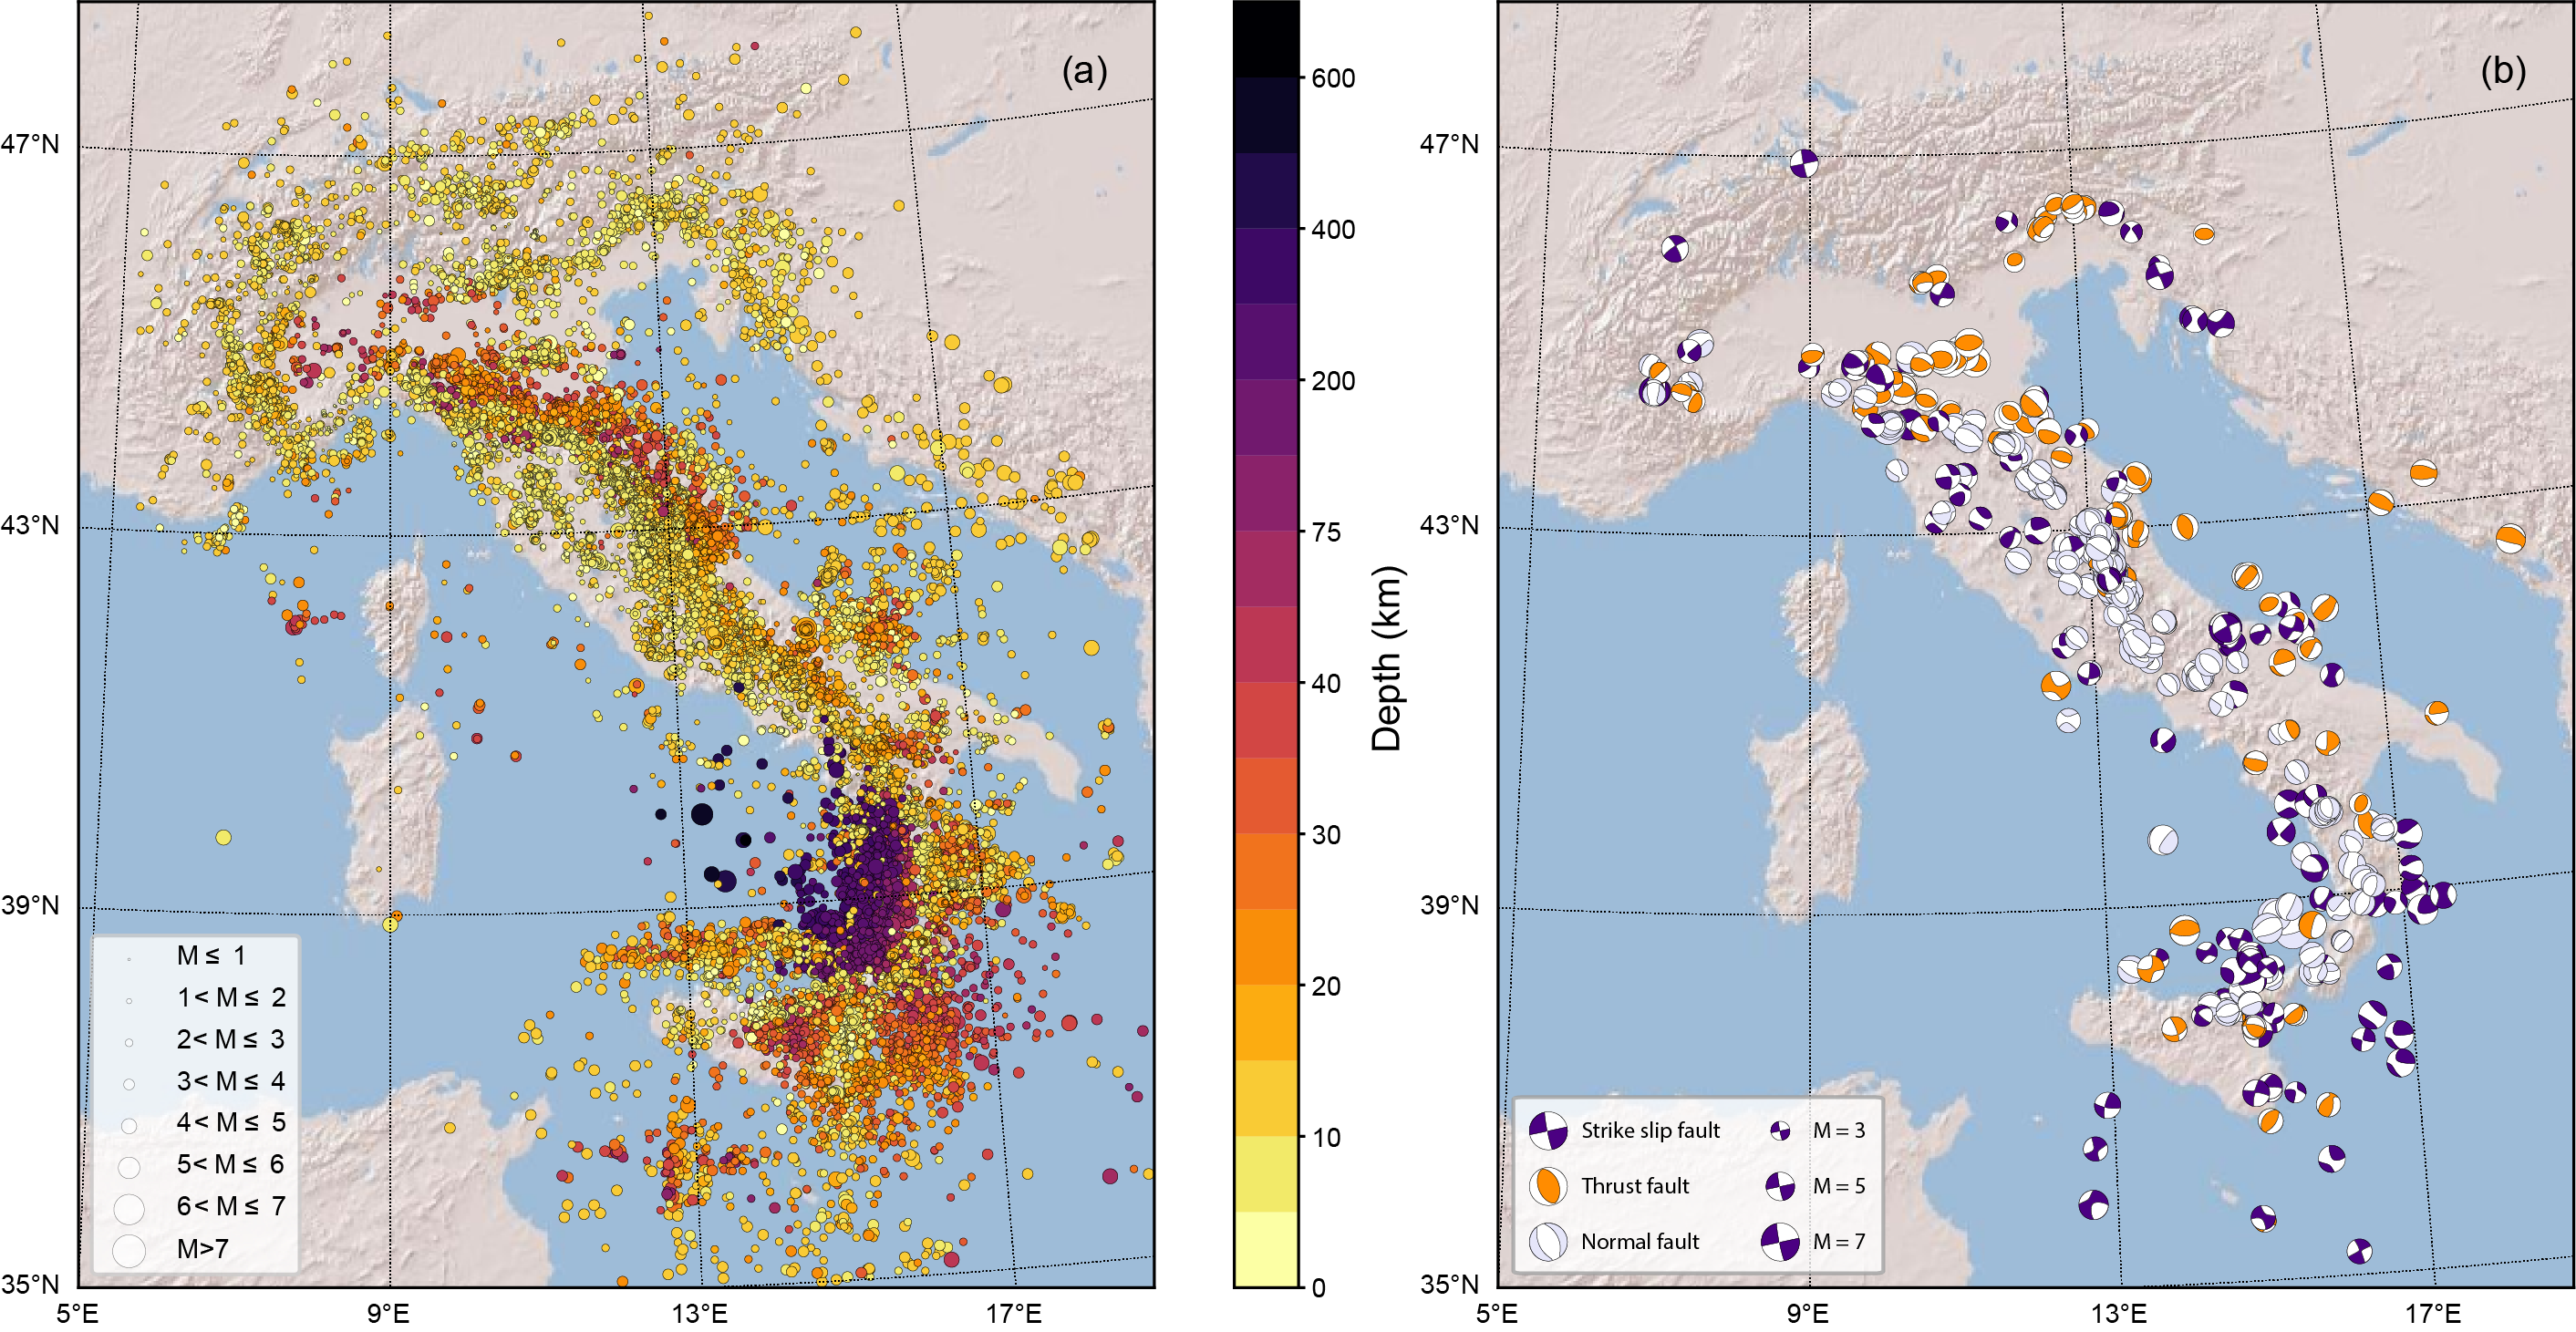 (a)
47°N
43°N
39°N
35°N
5°E
9°E
13°E
17°E
M ≤ 1
1< M ≤ 2
2< M ≤ 3
3< M ≤ 4
4< M ≤ 5
5< M ≤ 6
6< M ≤ 7
M>7
600
400
200
75
40
30
20
10
0
Depth (km)
(b)
47°N
43°N
39°N
35°N
5°E
9°E
13°E
17°E
Strike slip fault
M = 3
Thrust fault
M = 5
Normal fault
M = 7